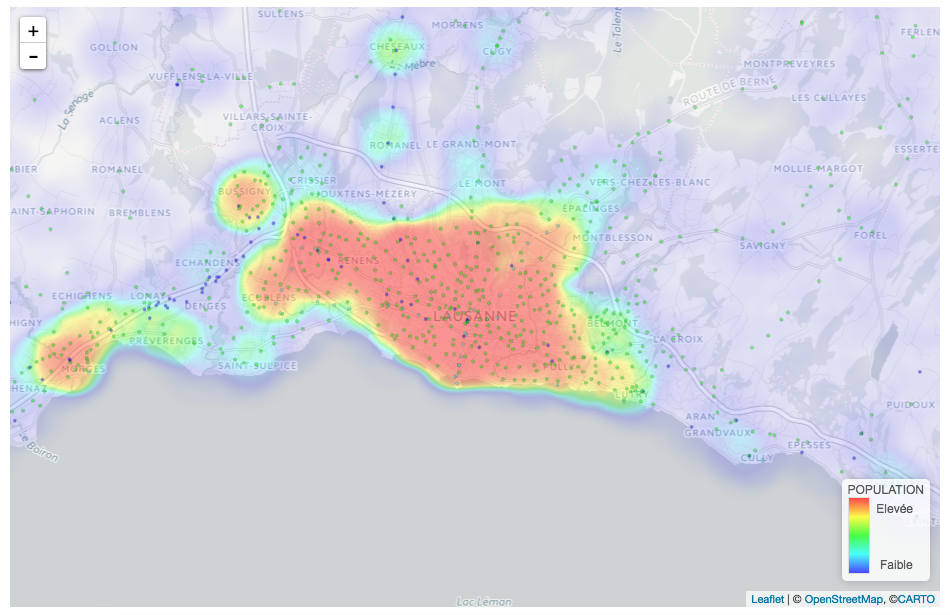 SULLENS
MORRENS
Le Talent
FERLEN
+
-
GOLLION
CHESEAUX
CUGY
Mèbre
MONTPREVEYRES
VUFFLENS-LA-VILLE
ROUTE DE BERNE
La Senoge
LES CULLAYES
ACLENS
VILLARS-SAINTE-
CROIX
ROMANEL
LE GRAND-MONT
ESSERTE
BIER
ROMANEL
CRISSIER
MOLLIE-MARGOT
BUSSIGNY
JOUXTENS-MÉZERY
LE MONT
VERS-CHEZ-LES-BLANC
AINT-SAPHORIN
BREMBLENS
ÉPALINGES
MONTBLESSON
FOREL
SAVIGNY
ECHANDENS
RENENS
ECHICHENS
LONAY
ECUBLENS
DENGES
LAUSANNE
HIGNY
BELMONT
PRÉVERENGES
LA CROIX
MORGES
SAINT-SULPICE
PULLY
HENAZ
LUTRY
PUIDOUX
ARAN
GRANDVAUX
Le Boiron
EPESSES
CULLY
POPULATION
Elevée
Faible
Lac Léman
Leaflet | © OpenStreetMap, ©CARTO